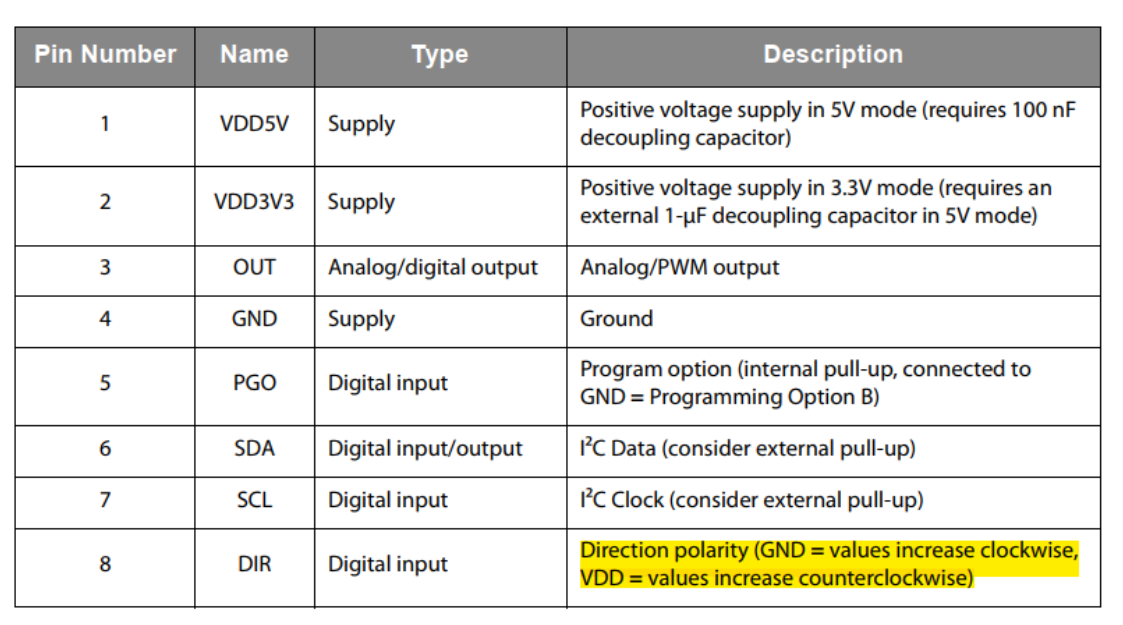 Pin Number Name Type Description
1 VDD5V Supply Positive voltage supply in 5V mode (requires 100 nF
decoupling capacitor)
2 VDD3V3 Supply Positive voltage supply in 3.3V mode (requires an
external 1-µF decoupling capacitor in 5V mode)
3 OUT Analog/digital output Analog/PWM output
4 GND Supply Ground
5 PGO Digital input Program option (internal pull-up, connected to
GND = Programming Option B)
6 SDA Digital input/output I²C Data (consider external pull-up)
7 SCL Digital input I²C Clock (consider external pull-up)
8 DIR Digital input Direction polarity (GND = values increase clockwise,
VDD = values increase counterclockwise)